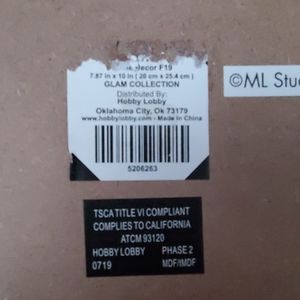 Decor F19
7.87 in x 10 in ( 20 cm x 25.4 cm )
GLAM COLLECTION
Distributed By:
Hobby Lobby
Oklahoma City, Ok 73179
www.hobbylobby.com - Made in China
5206263
©ML Stu
TSCA TITLE VI COMPLIANT
COMPLIES TO CALIFORNIA
ATCM 93120
HOBBY LOBBY PHASE 2
0719 MDF/tMDF